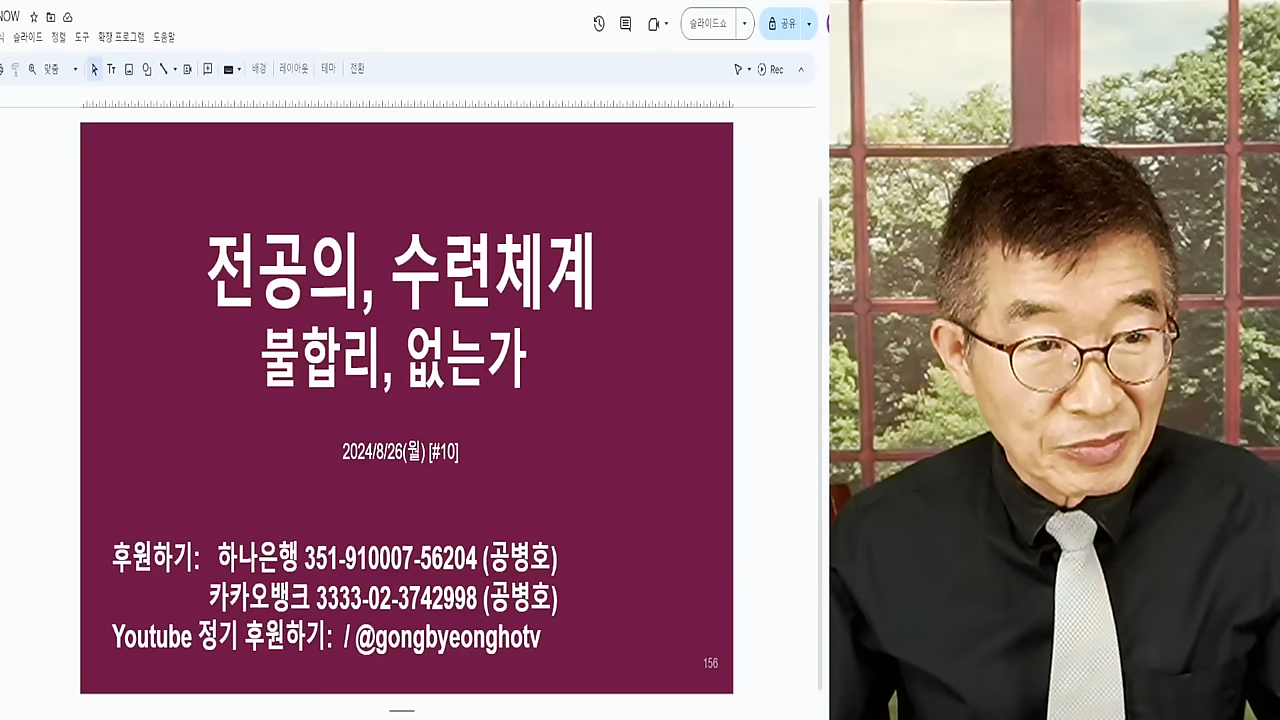 NOW
슬라이드 정렬 도구 확장 프로그램 도움말
슬라이드쇼
공유
맞춤
배경
레이아웃
테마
전환
Rec
전공의, 수련체계
불합리, 없는가
2024/8/26(월) [#10]
후원하기: 하나은행 351-910007-56204 (공병호)
카카오뱅크 3333-02-3742998 (공병호)
Youtube 정기 후원하기: / @gongbyeonghotv
156